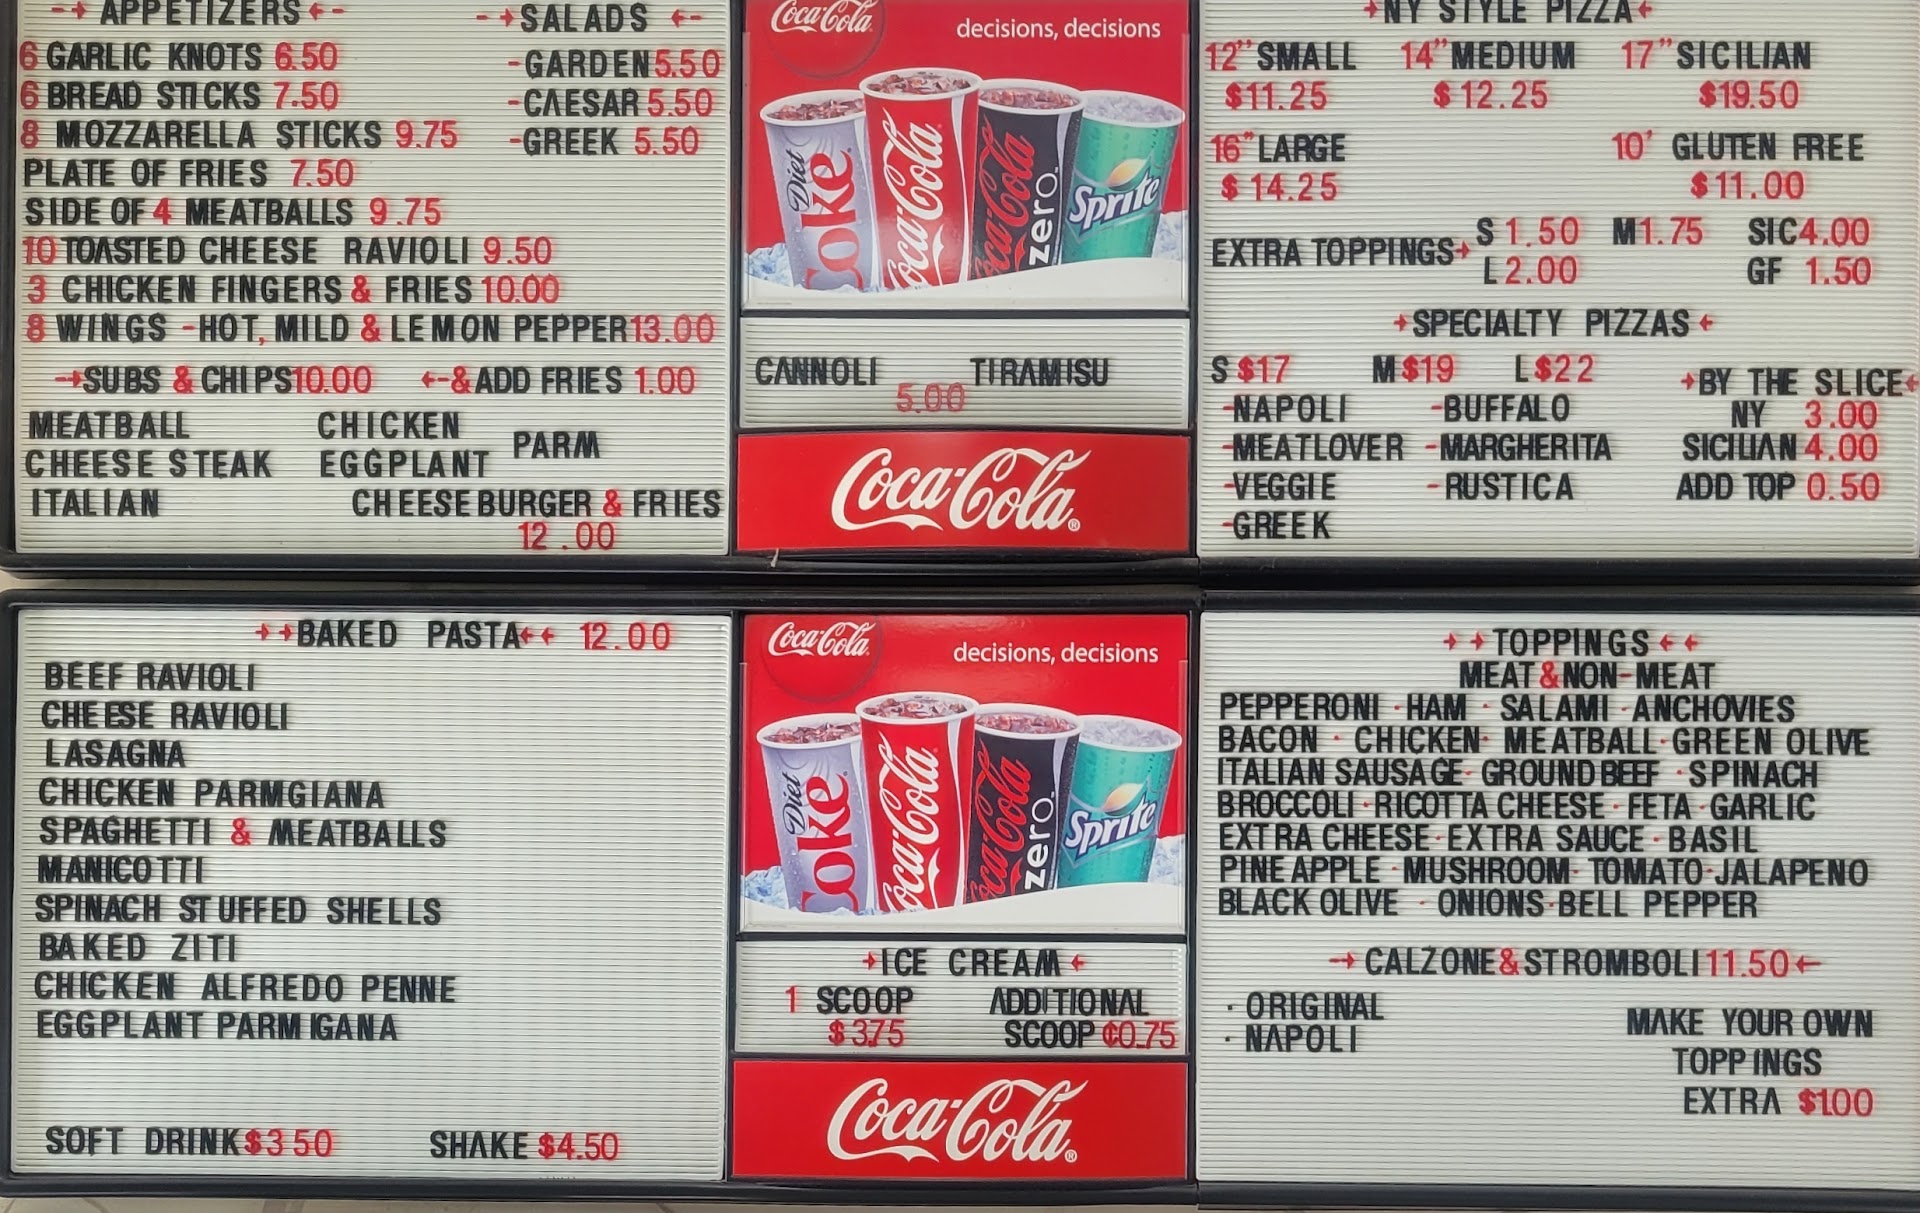 →APPETIZERS←-
6 GARLIC KNOTS 6.50
6 BREAD STICKS 7.50
8 MOZZARELLA STICKS 9.75
PLATE OF FRIES 7.50
SIDE OF 4 MEATBALLS 9.75
10 TOASTED CHEESE RAVIOLI 9.50
3 CHICKEN FINGERS & FRIES 10.00
8 WINGS -HOT, MILD & LEMON PEPPER 13.00
-→SALADS ←-
-GARDEN 5.50
-CAESAR 5.50
-GREEK 5.50
→SUBS & CHIPS 10.00 ←-& ADD FRIES 1.00
MEATBALL
CHEESE STEAK
ITALIAN
CHICKEN
EGGPLANT
PARM
CHEESEBURGER & FRIES
12.00
Coca-Cola
decisions, decisions
Diet Coke
Coca-Cola
Coca-Cola zero
Sprite
CANNOLI TIRAMISU
5.00
Coca-Cola®
→NY STYLE PIZZA←
12" SMALL 14" MEDIUM 17" SICILIAN
$11.25 $12.25 $19.50
16" LARGE 10' GLUTEN FREE
$14.25 $11.00
EXTRA TOPPINGS→ S 1.50 M 1.75 SIC 4.00
L 2.00 GF 1.50
→SPECIALTY PIZZAS←
S $17 M $19 L $22
-NAPOLI -BUFFALO
-MEATLOVER -MARGHERITA
-VEGGIE -RUSTICA
-GREEK
→BY THE SLICE←
NY 3.00
SICILIAN 4.00
ADD TOP 0.50
→→BAKED PASTA←← 12.00
BEEF RAVIOLI
CHEESE RAVIOLI
LASAGNA
CHICKEN PARMGIANA
SPAGHETTI & MEATBALLS
MANICOTTI
SPINACH STUFFED SHELLS
BAKED ZITI
CHICKEN ALFREDO PENNE
EGGPLANT PARMIGANA
SOFT DRINK $3 50 SHAKE $4.50
Coca-Cola
decisions, decisions
Diet Coke
Coca-Cola
Coca-Cola zero
Sprite
→ICE CREAM←
1 SCOOP ADDITIONAL
$ 375 SCOOP ¢0.75
Coca-Cola®
→→TOPPINGS←←
MEAT & NON-MEAT
PEPPERONI · HAM · SALAMI · ANCHOVIES
BACON · CHICKEN · MEATBALL · GREEN OLIVE
ITALIAN SAUSAGE · GROUND BEEF · SPINACH
BROCCOLI · RICOTTA CHEESE · FETA · GARLIC
EXTRA CHEESE · EXTRA SAUCE · BASIL
PINEAPPLE · MUSHROOM · TOMATO · JALAPENO
BLACK OLIVE · ONIONS · BELL PEPPER
→CALZONE & STROMBOLI 11.50←
· ORIGINAL
· NAPOLI
MAKE YOUR OWN
TOPPINGS
EXTRA $100